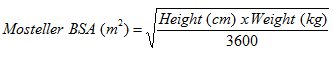 Mosteller BSA (m²) = √(Height (cm) x Weight (kg) / 3600)